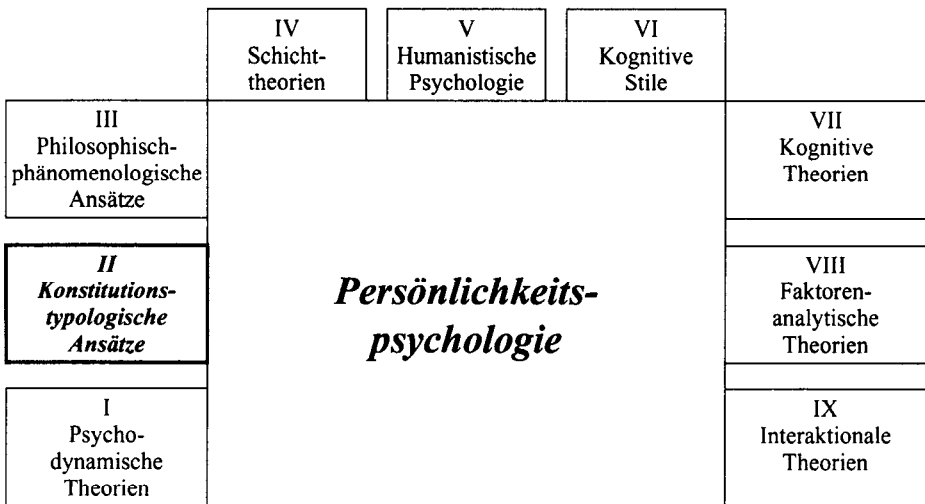 IV
Schicht-
theorien
V
Humanistische
Psychologie
VI
Kognitive
Stile
III
Philosophisch-
phänomenologische
Ansätze
VII
Kognitive
Theorien
II
Konstitutions-
typologische
Ansätze
Persönlichkeits-
psychologie
VIII
Faktoren-
analytische
Theorien
I
Psycho-
dynamische
Theorien
IX
Interaktionale
Theorien